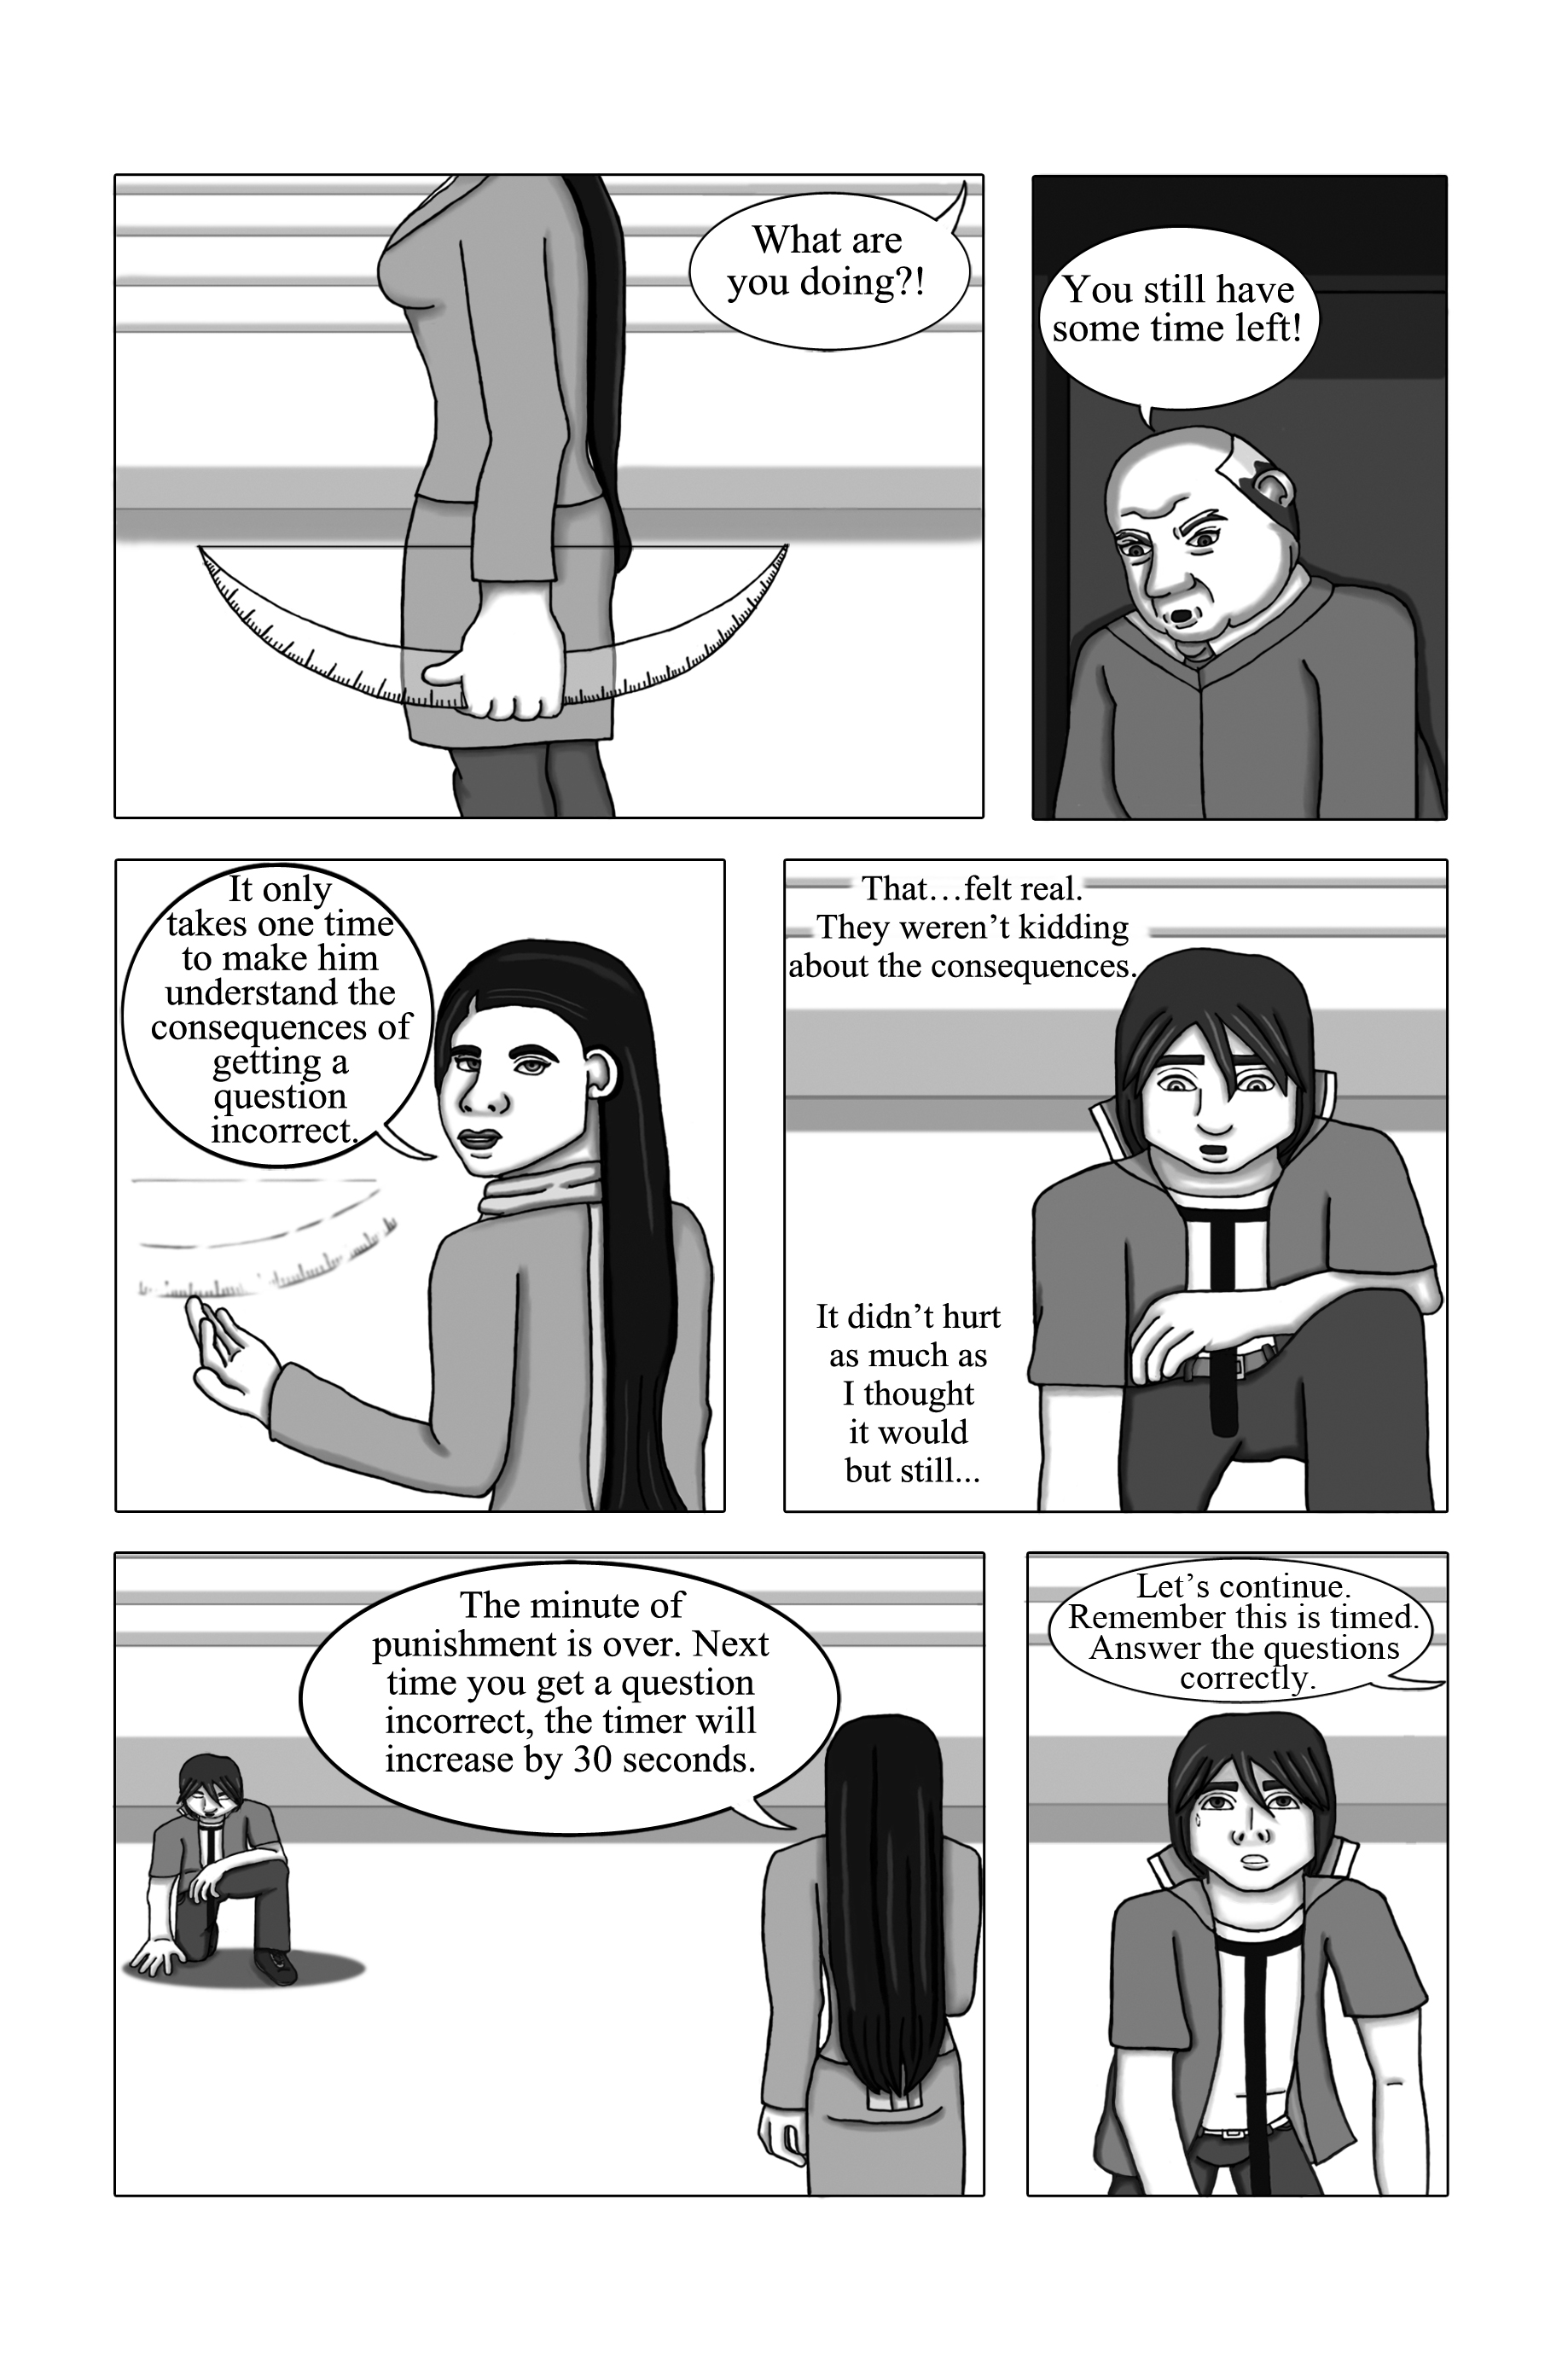 What are
you doing?!
You still have
some time left!
It only
takes one time
to make him
understand the
consequences of
getting a
question
incorrect.
That...felt real.
They weren't kidding
about the consequences.
It didn't hurt
as much as
I thought
it would
but still...
The minute of
punishment is over. Next
time you get a question
incorrect, the timer will
increase by 30 seconds.
Let's continue.
Remember this is timed.
Answer the questions
correctly.